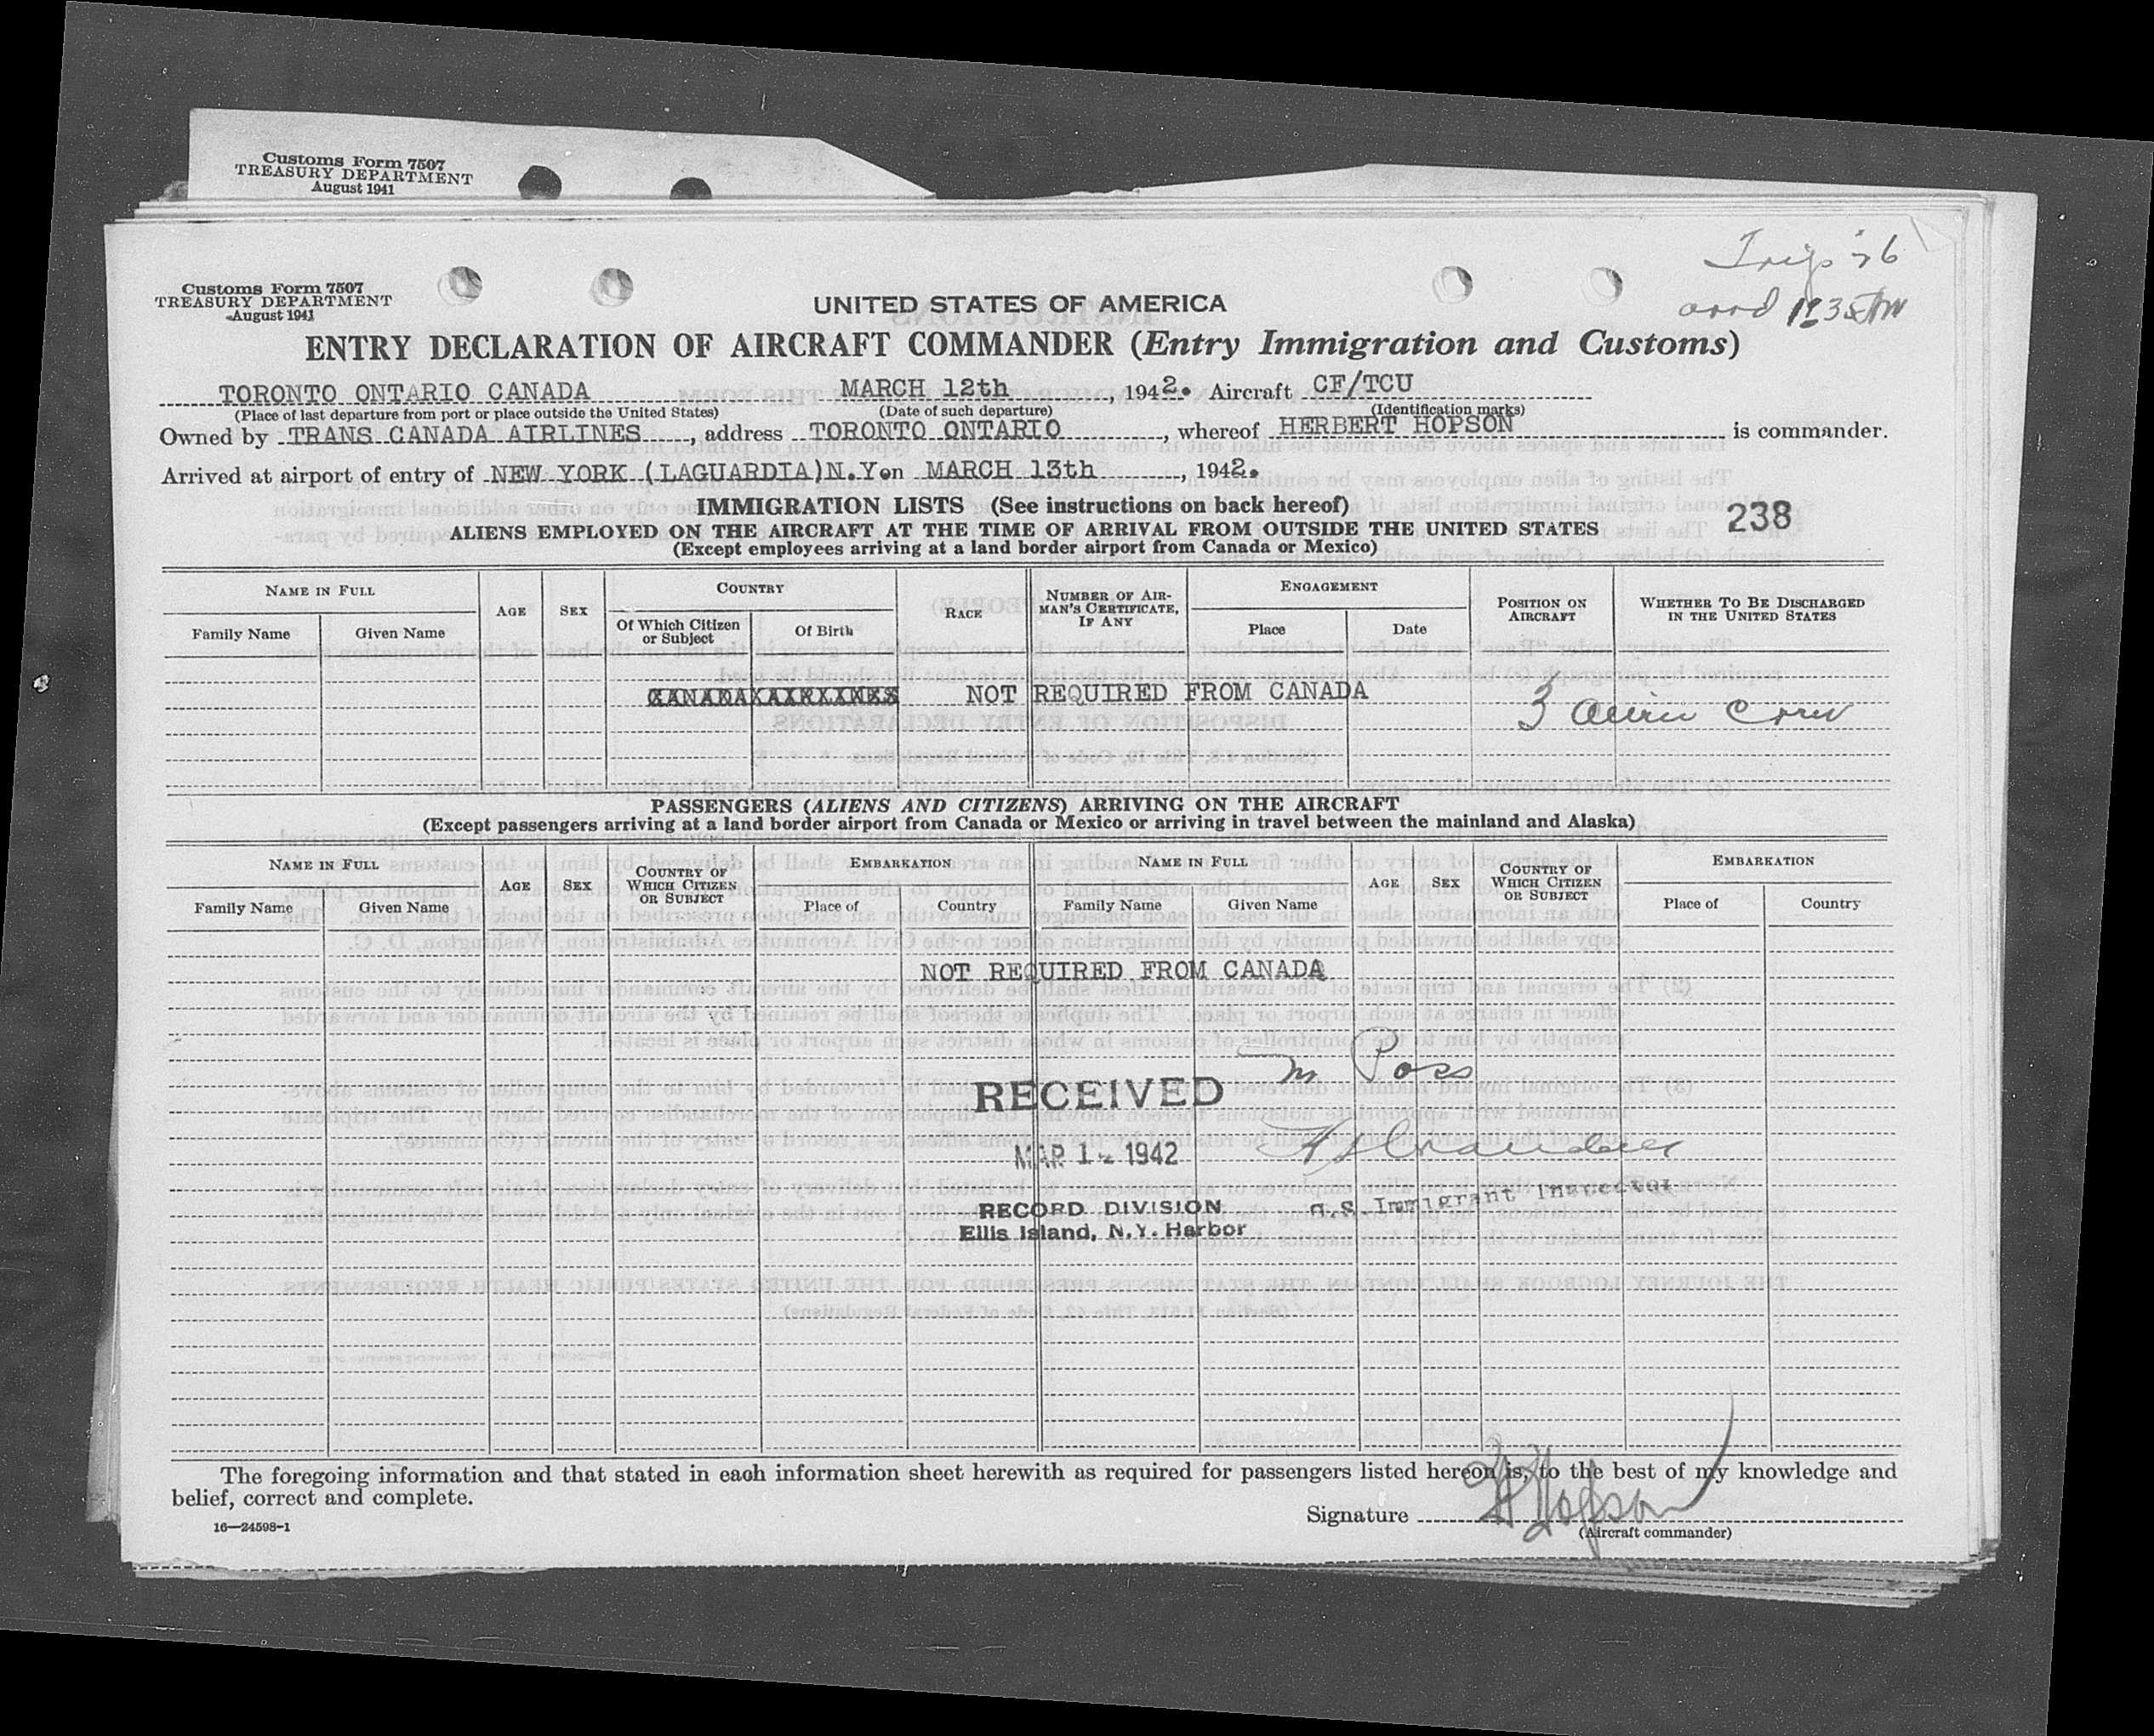 Customs Form 7507
TREASURY DEPARTMENT
August 1941
Customs Form 7507
TREASURY DEPARTMENT
August 1941
Trip 76
arrd
UNITED STATES OF AMERICA
ENTRY DECLARATION OF AIRCRAFT COMMANDER (Entry Immigration and Customs)
TORONTO ONTARIO CANADA MARCH 12th, 1942. Aircraft CF/TCU
(Place of last departure from port or place outside the United States) (Date of such departure) (Identification marks)
Owned by TRANS CANADA AIRLINES, address TORONTO ONTARIO, whereof HERBERT HOPSON is commander.
Arrived at airport of entry of NEW YORK (LAGUARDIA)N.Y on MARCH 13th, 1942.
IMMIGRATION LISTS (See instructions on back hereof)
238
ALIENS EMPLOYED ON THE AIRCRAFT AT THE TIME OF ARRIVAL FROM OUTSIDE THE UNITED STATES
(Except employees arriving at a land border airport from Canada or Mexico)
NAME IN FULL AGE SEX COUNTRY RACE NUMBER OF AIRMAN'S CERTIFICATE, IF ANY ENGAGEMENT POSITION ON AIRCRAFT WHETHER TO BE DISCHARGED IN THE UNITED STATES
Family Name Given Name Of Which Citizen or Subject Of Birth Place Date
NOT REQUIRED FROM CANADA
3 Crew
PASSENGERS (ALIENS AND CITIZENS) ARRIVING ON THE AIRCRAFT
(Except passengers arriving at a land border airport from Canada or Mexico or arriving in travel between the mainland and Alaska)
NAME IN FULL AGE SEX COUNTRY OF WHICH CITIZEN OR SUBJECT EMBARKATION NAME IN FULL AGE SEX COUNTRY OF WHICH CITIZEN OR SUBJECT EMBARKATION
Family Name Given Name Place of Country Family Name Given Name Place of Country
NOT REQUIRED FROM CANADA
Pass
RECEIVED
MAR 1 1942
RECORD DIVISION
Ellis Island, N.Y. Harbor
U.S. Immigrant Inspector
The foregoing information and that stated in each information sheet herewith as required for passengers listed hereon is, to the best of my knowledge and
belief, correct and complete.
Signature H Hopson
(Aircraft commander)
16—24598-1